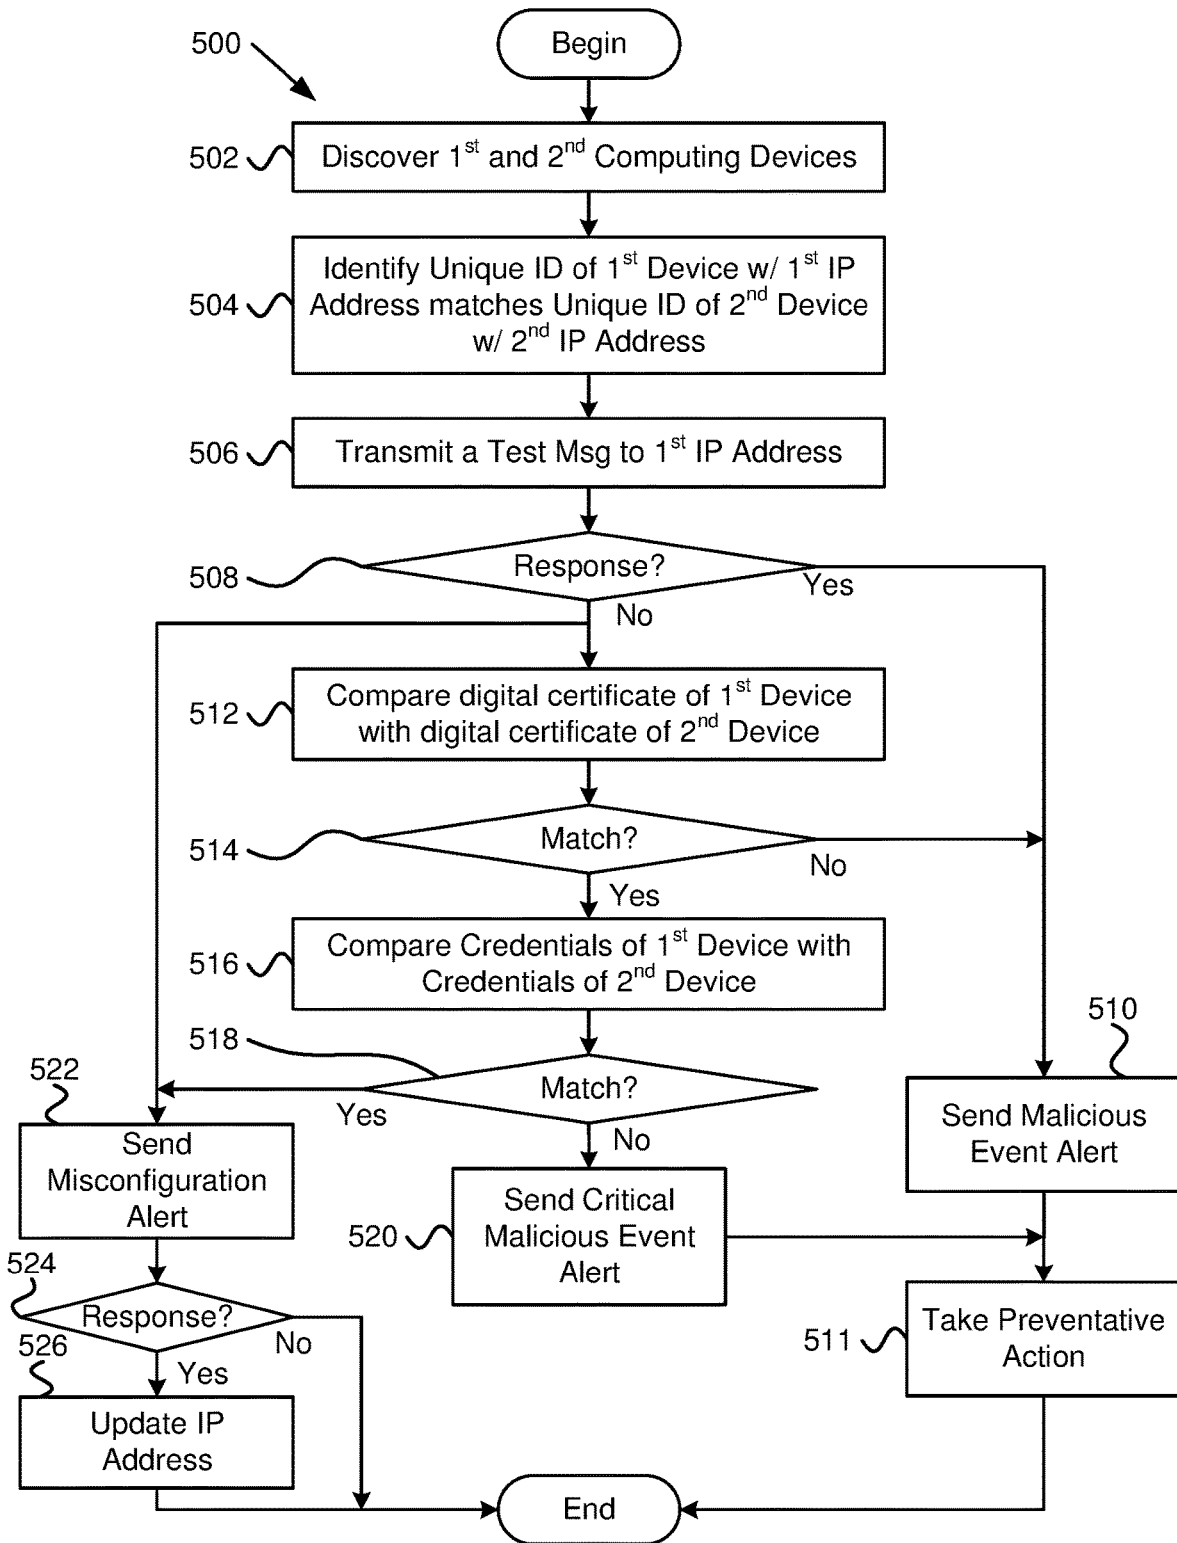 500
Begin
502
Discover 1st and 2nd Computing Devices
504
Identify Unique ID of 1st Device w/ 1st IP
Address matches Unique ID of 2nd Device
w/ 2nd IP Address
506
Transmit a Test Msg to 1st IP Address
508
Response?
Yes
No
512
Compare digital certificate of 1st Device
with digital certificate of 2nd Device
514
Match?
No
Yes
516
Compare Credentials of 1st Device with
Credentials of 2nd Device
518
Match?
Yes
No
510
Send Malicious
Event Alert
522
Send
Misconfiguration
Alert
520
Send Critical
Malicious Event
Alert
524
Response?
No
Yes
511
Take Preventative
Action
526
Update IP
Address
End